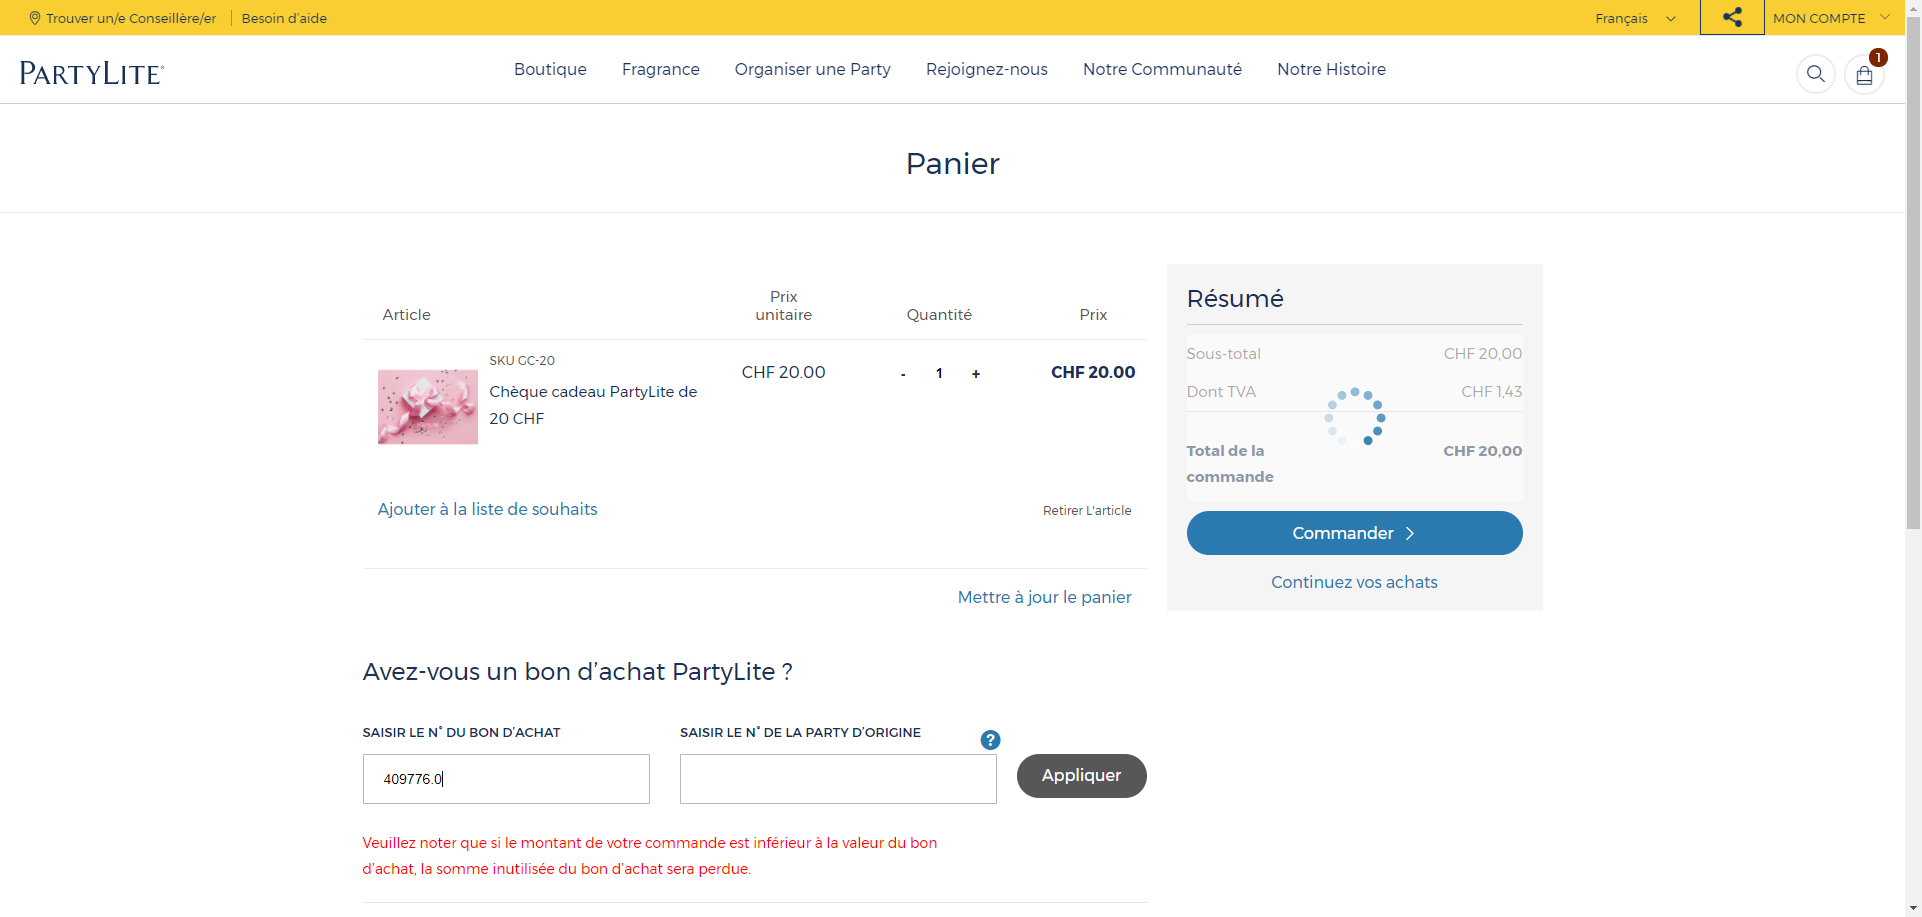 Trouver un/e Conseillère/er
Besoin d'aide
Français
MON COMPTE
PARTYLITE
Boutique
Fragrance
Organiser une Party
Rejoignez-nous
Notre Communauté
Notre Histoire
1
Panier
Article
Prix
unitaire
Quantité
Prix
SKU GC-20
Chèque cadeau PartyLite de
20 CHF
CHF 20.00
- 1 +
CHF 20.00
Ajouter à la liste de souhaits
Retirer L'article
Mettre à jour le panier
Résumé
Sous-total CHF 20,00
Dont TVA CHF 1,43
Total de la
commande
CHF 20,00
Commander
Continuez vos achats
Avez-vous un bon d'achat PartyLite ?
SAISIR LE N° DU BON D'ACHAT
SAISIR LE N° DE LA PARTY D'ORIGINE
?
409776.0
Appliquer
Veuillez noter que si le montant de votre commande est inférieur à la valeur du bon
d'achat, la somme inutilisée du bon d'achat sera perdue.